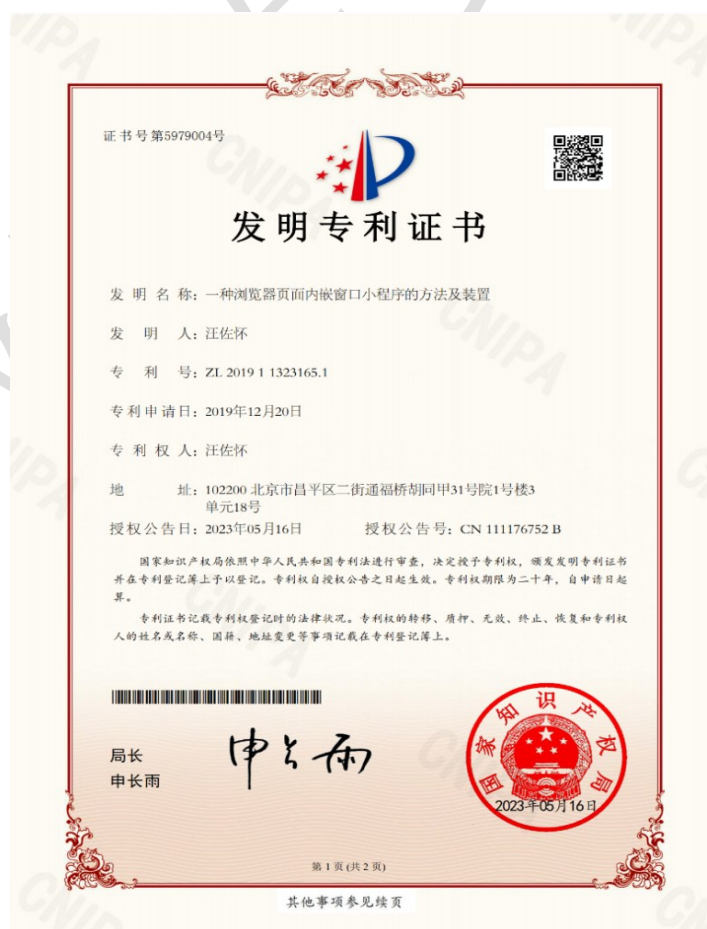 证书号第5979004号
发明专利证书
发明名称：一种浏览器页面内嵌窗口小程序的方法及装置
发明人：汪佐怀
专利号：ZL 2019 1 1323165.1
专利申请日：2019年12月20日
专利权人：汪佐怀
地址：102200 北京市昌平区二街通福桥胡同甲31号院1号楼3
单元18号
授权公告日：2023年05月16日 授权公告号：CN 111176752 B
国家知识产权局依照中华人民共和国专利法进行审查，决定授予专利权，颁发发明专利证书
并在专利登记簿上予以登记。专利权自授权公告之日起生效。专利权期限为二十年，自申请日起
算。
专利证书记载专利权登记时的法律状况。专利权的转移、质押、无效、终止、恢复和专利权
人的姓名或名称、国籍、地址变更等事项记载在专利登记簿上。
局长
申长雨
申长雨
国家知识产权局
2023年05月16日
第 1 页 (共 2 页)
其他事项参见续页
CNIPA